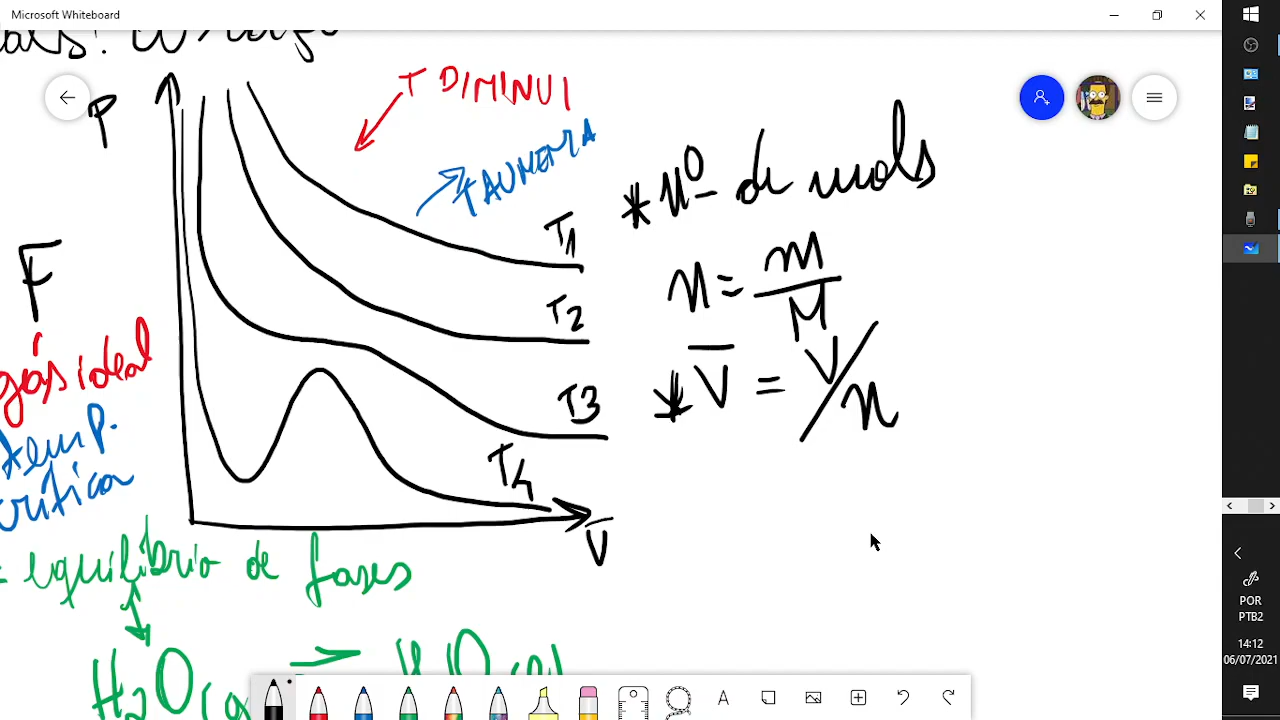 Microsoft Whiteboard
P
T DIMINUI
T AUMENTA
T1
T2
T3
T4
V̅
F
gás ideal
temp.
crítica
= equilíbrio de fases
H2O(
* nº de mols
n = m/M
* V̅ = V/n
A
POR
PTB2
14:12
06/07/2021